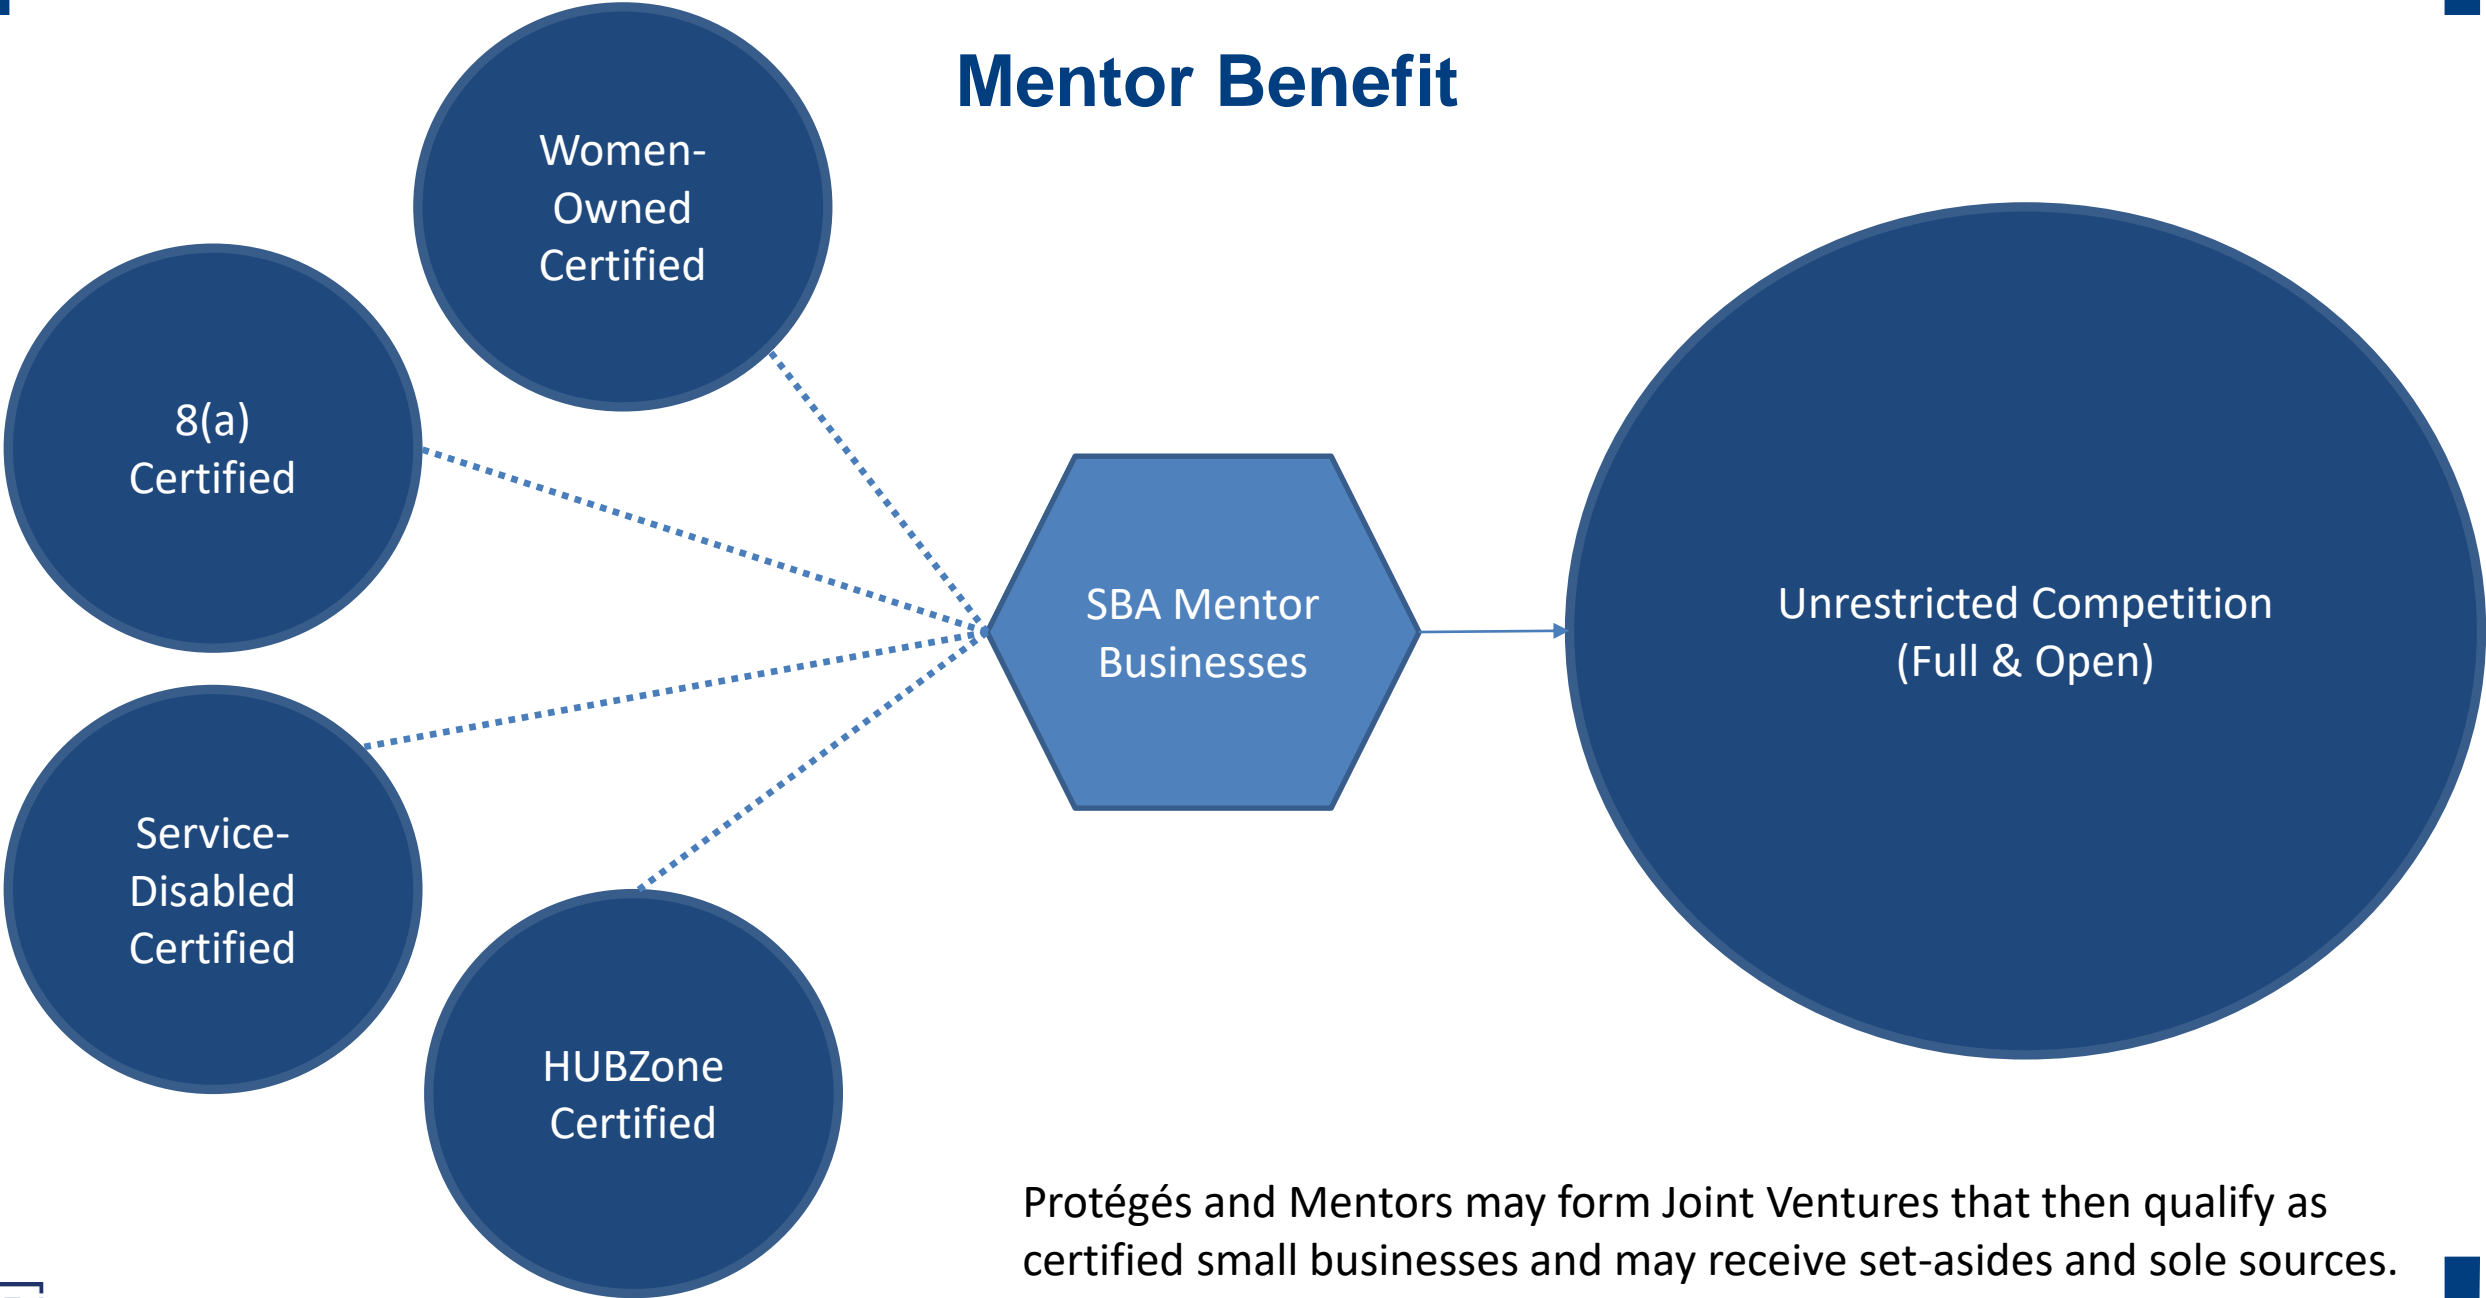 Mentor Benefit
Women-
Owned
Certified
8(a)
Certified
Service-
Disabled
Certified
HUBZone
Certified
SBA Mentor
Businesses
Unrestricted Competition
(Full & Open)
Protégés and Mentors may form Joint Ventures that then qualify as
certified small businesses and may receive set-asides and sole sources.